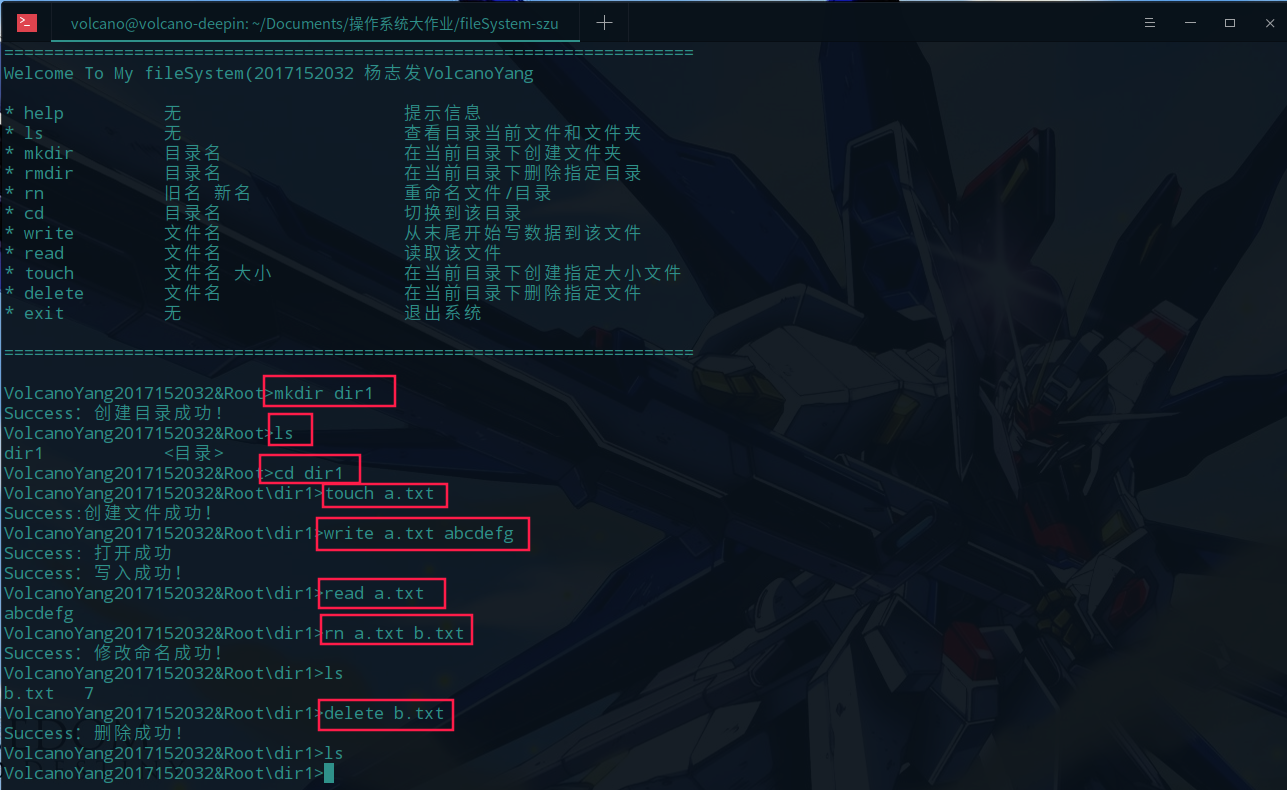 volcano@volcano-deepin: ~/Documents/操作系统大作业/fileSystem-szu
=====================================================================
Welcome To My fileSystem(2017152032 杨志发VolcanoYang
* help 无 提示信息
* ls 无 查看目录当前文件和文件夹
* mkdir 目录名 在当前目录下创建文件夹
* rmdir 目录名 在当前目录下删除指定目录
* rn 旧名 新名 重命名文件/目录
* cd 目录名 切换到该目录
* write 文件名 从末尾开始写数据到该文件
* read 文件名 读取该文件
* touch 文件名 大小 在当前目录下创建指定大小文件
* delete 文件名 在当前目录下删除指定文件
* exit 无 退出系统
=====================================================================
VolcanoYang2017152032&Root>mkdir dir1
Success: 创建目录成功!
VolcanoYang2017152032&Root>ls
dir1 <目录>
VolcanoYang2017152032&Root>cd dir1
VolcanoYang2017152032&Root\dir1>touch a.txt
Success:创建文件成功!
VolcanoYang2017152032&Root\dir1>write a.txt abcdefg
Success: 打开成功
Success: 写入成功!
VolcanoYang2017152032&Root\dir1>read a.txt
abcdefg
VolcanoYang2017152032&Root\dir1>rn a.txt b.txt
Success: 修改命名成功!
VolcanoYang2017152032&Root\dir1>ls
b.txt 7
VolcanoYang2017152032&Root\dir1>delete b.txt
Success: 删除成功!
VolcanoYang2017152032&Root\dir1>ls
VolcanoYang2017152032&Root\dir1>